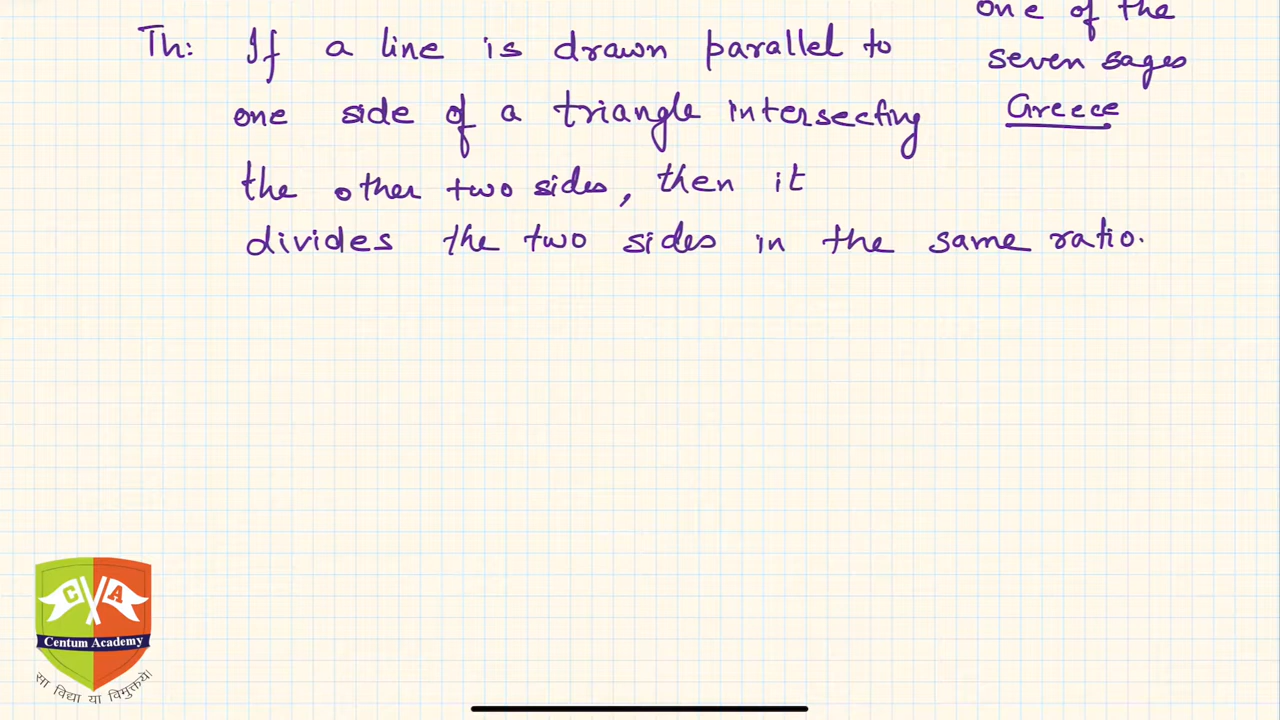 one of the
seven sages
Greece
Th: If a line is drawn parallel to
one side of a triangle intersecting
the other two sides, then it
divides the two sides in the same ratio.
C A
Centum Academy
सा विद्या या विमुक्तये।